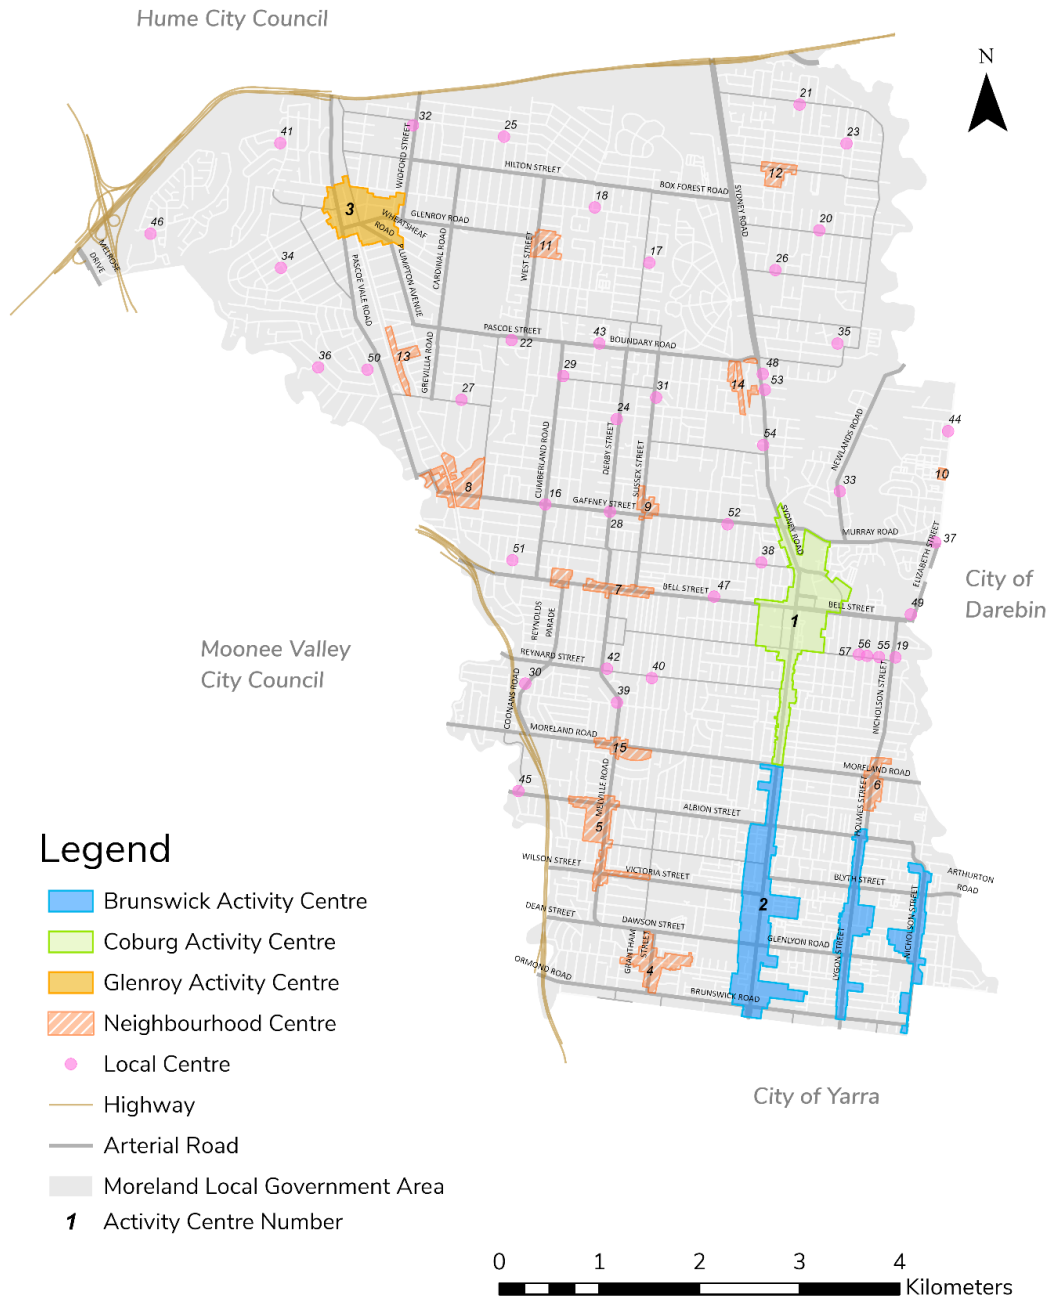 Hume City Council
N
21
32
25
41
23
WIDFORD STREET
HILTON STREET
12
BOX FOREST ROAD
SYDNEY ROAD
18
3
GLENROY ROAD
WHEATSHEAF
ROAD
20
46
11
WEST STREET
CARDINAL ROAD
17
MELROSE
DRIVE
34
26
PASCOE VALE ROAD
PLUMPTON AVENUE
PASCOE STREET
22
43
BOUNDARY ROAD
35
36
50
13
GREVILLIA ROAD
29
48
53
14
27
31
24
44
54
NEWLANDS ROAD
CUMBERLAND ROAD
DERBY STREET
SUSSEX STREET
10
8
33
16
GAFFNEY STREET
9
28
52
SYDNEY ROAD
MURRAY ROAD
37
ELIZABETH STREET
51
38
City of
Darebin
7
BELL STREET
47
BELL STREET
49
1
REYNOLDS
PARADE
Moonee Valley
City Council
REYNARD STREET
42
40
57
56
55
19
30
39
COONANS ROAD
NICHOLSON STREET
MORELAND ROAD
15
MORELAND ROAD
6
45
MELVILLE ROAD
HOLMES STREET
ALBION STREET
5
Legend
WILSON STREET
VICTORIA STREET
BLYTH STREET
ARTHURTON
ROAD
Brunswick Activity Centre
2
DEAN STREET
DAWSON STREET
GLENLYON ROAD
LYGON STREET
NICHOLSON STREET
Coburg Activity Centre
GRANTHAM
STREET
4
ORMOND ROAD
BRUNSWICK ROAD
Glenroy Activity Centre
Neighbourhood Centre
Local Centre
City of Yarra
Highway
Arterial Road
Moreland Local Government Area
1 Activity Centre Number
0 1 2 3 4
Kilometers